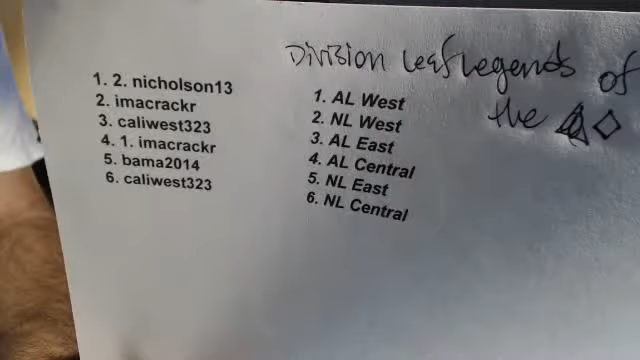 Division Leaf Legends of
the ◇
1. 2. nicholson13
2. imacrackr
3. caliwest323
4. 1. imacrackr
5. bama2014
6. caliwest323
1. AL West
2. NL West
3. AL East
4. AL Central
5. NL East
6. NL Central